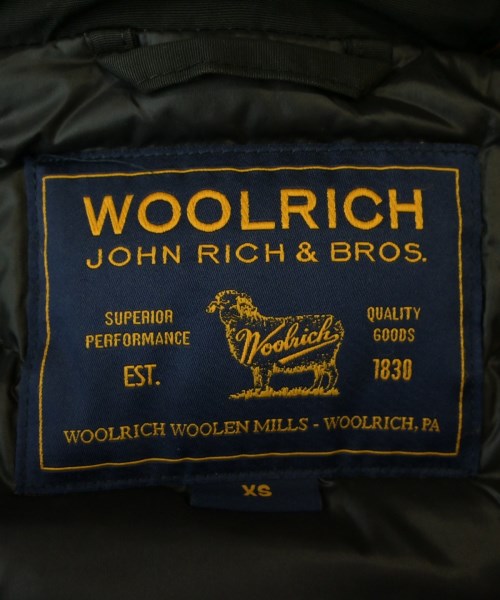 WOOLRICH
JOHN RICH & BROS.
SUPERIOR
PERFORMANCE
EST.
Woolrich
QUALITY
GOODS
1830
WOOLRICH WOOLEN MILLS - WOOLRICH, PA
XS